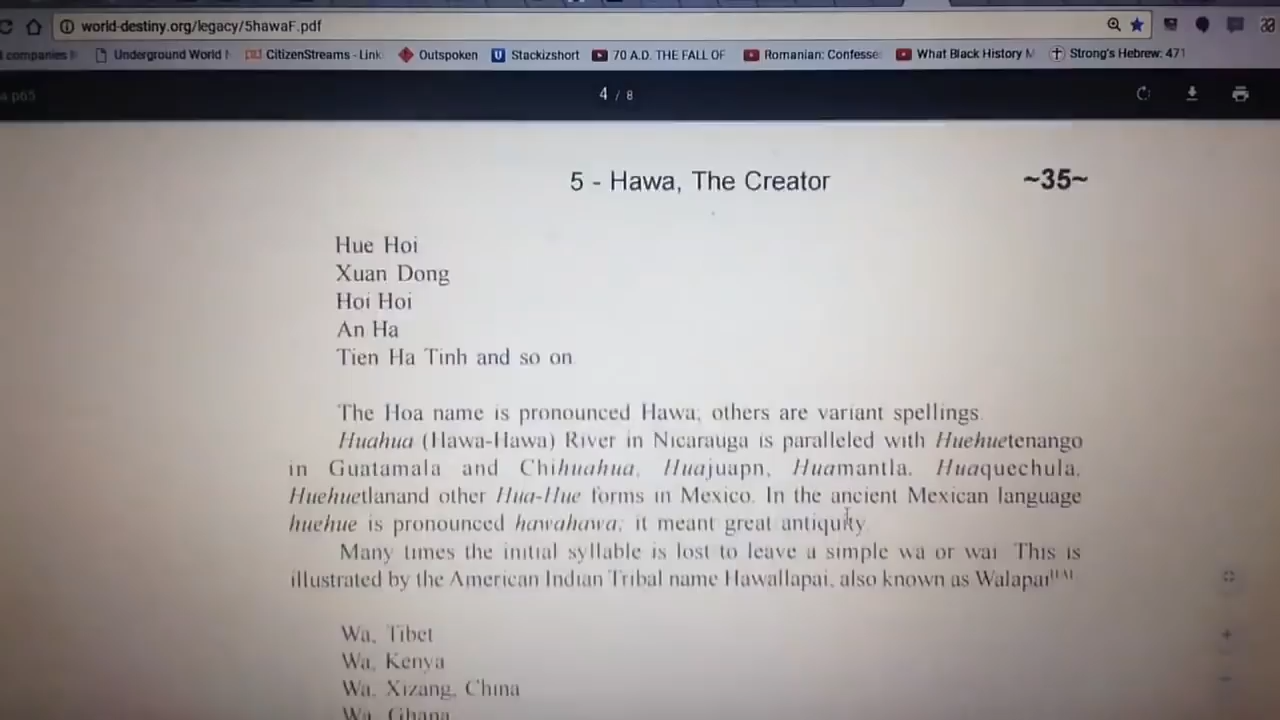 world-destiny.org/legacy/5hawaF.pdf
companies
Underground World
CitizenStreams - Link
Outspoken
Stackizshort
70 A.D. THE FALL OF
Romanian: Confesse
What Black History M
Strong's Hebrew: 471
a p65
4 / 8
5 - Hawa, The Creator
~35~
Hue Hoi
Xuan Dong
Hoi Hoi
An Ha
Tien Ha Tinh and so on
The Hoa name is pronounced Hawa; others are variant spellings.
Huahua (Hawa-Hawa) River in Nicarauga is paralleled with Huehuetenango
in Guatamala and Chihuahua, Huajuapn, Huamantla, Huaquechula,
Huehuetlanand other Hua-Hue forms in Mexico. In the ancient Mexican language
huehue is pronounced hawahawa; it meant great antiquity
Many times the initial syllable is lost to leave a simple wa or wai. This is
illustrated by the American Indian Tribal name Hawallapai, also known as Walapai
Wa, Tibet
Wa, Kenya
Wa, Xizang, China
Wa, Ghana